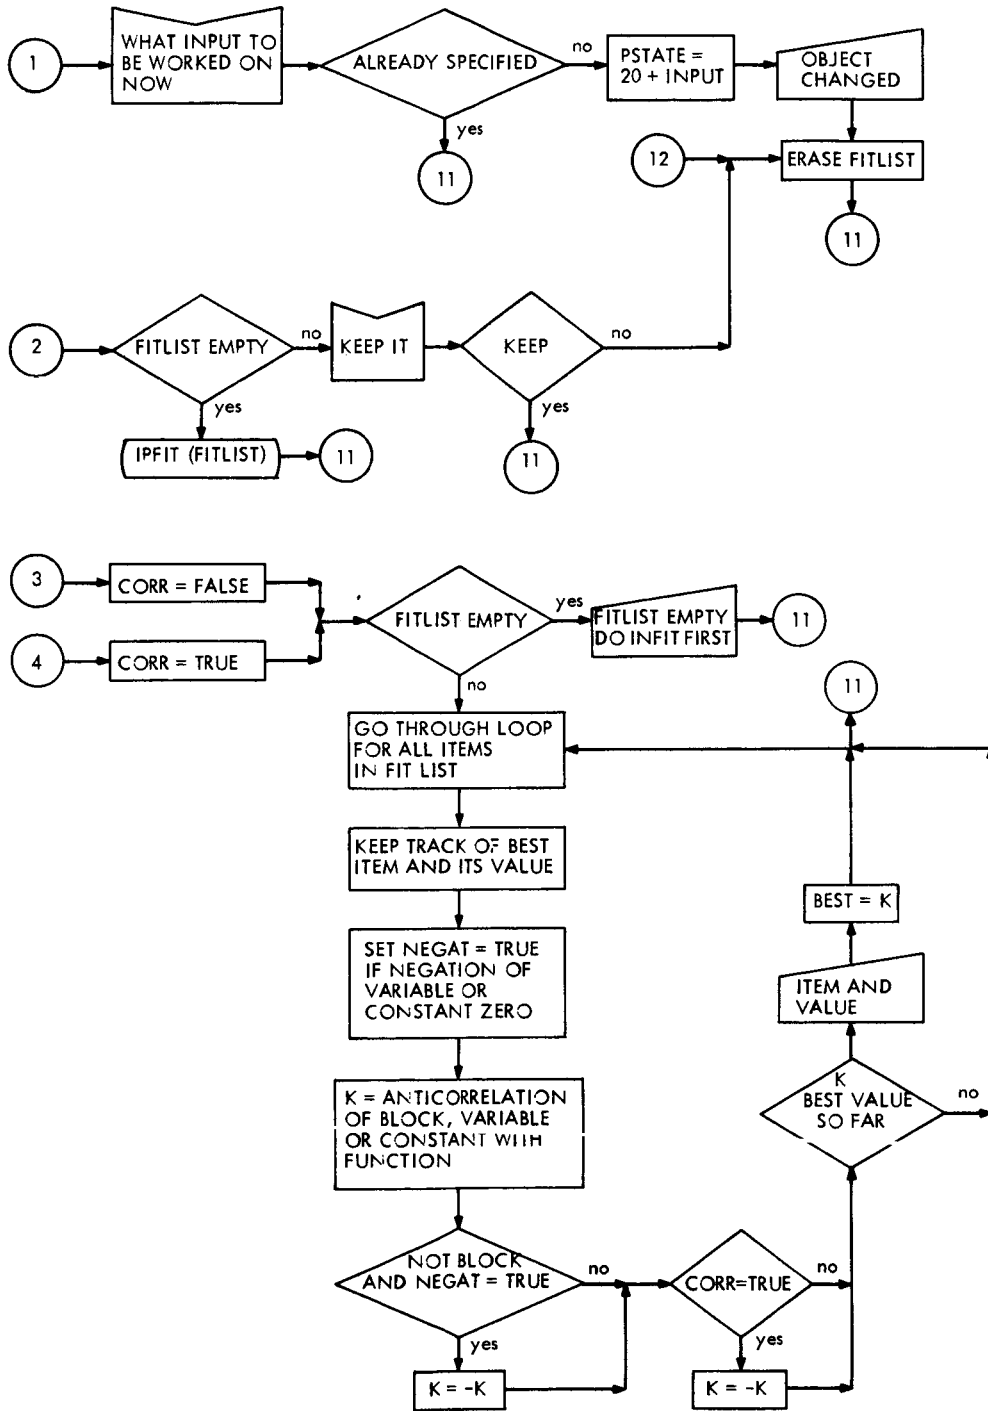 1
WHAT INPUT TO
BE WORKED ON
NOW
ALREADY SPECIFIED
no
PSTATE =
20 + INPUT
OBJECT
CHANGED
yes
11
12
ERASE FITLIST
11
2
FITLIST EMPTY
no
KEEP IT
KEEP
no
yes
IPFIT (FITLIST)
11
yes
11
3
CORR = FALSE
4
CORR = TRUE
FITLIST EMPTY
yes
FITLIST EMPTY
DO INFIT FIRST
11
no
11
GO THROUGH LOOP
FOR ALL ITEMS
IN FIT LIST
KEEP TRACK OF BEST
ITEM AND ITS VALUE
BEST = K
SET NEGAT = TRUE
IF NEGATION OF
VARIABLE OR
CONSTANT ZERO
ITEM AND
VALUE
K = ANTICORRELATION
OF BLOCK, VARIABLE
OR CONSTANT WITH
FUNCTION
K
BEST VALUE
SO FAR
no
NOT BLOCK
AND NEGAT = TRUE
no
CORR=TRUE
no
yes
K = -K
yes
K = -K